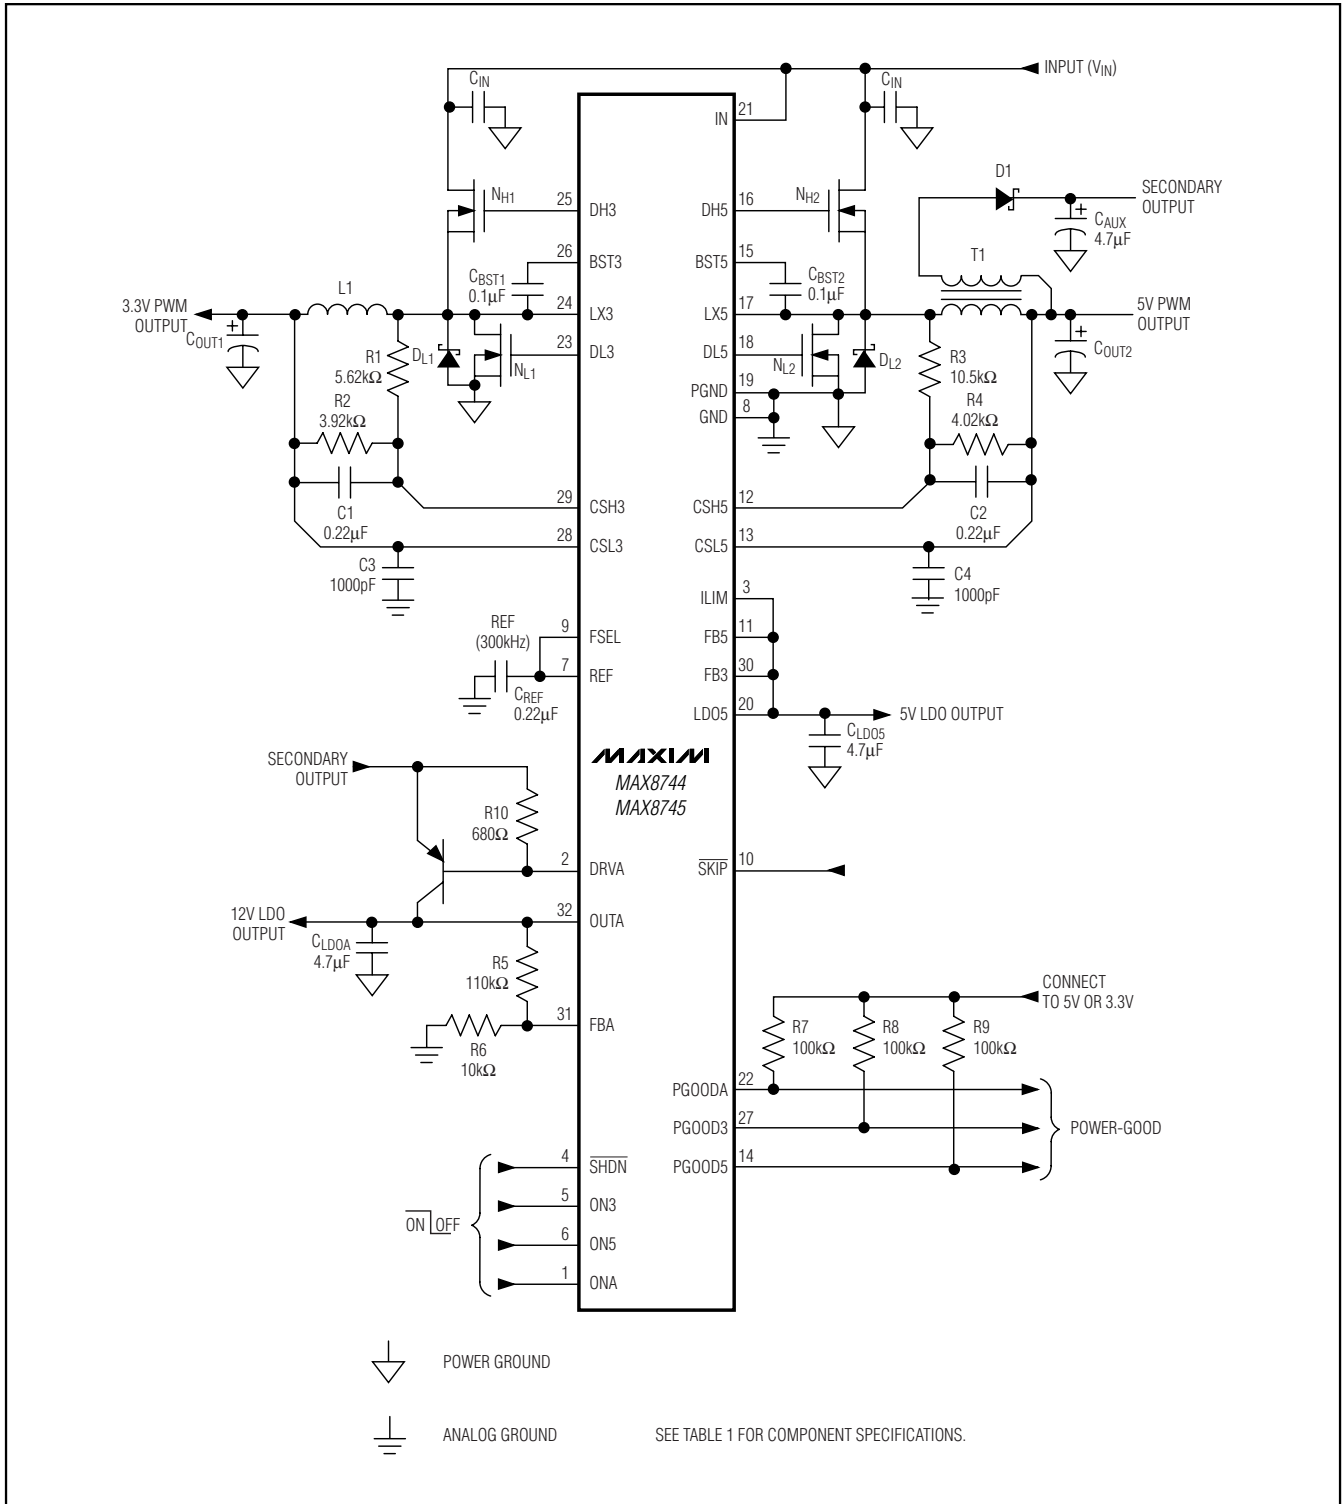 INPUT (VIN)
CIN
CIN
21
IN
D1
SECONDARY
OUTPUT
NH1
25
DH3
DH5
16
NH2
CAUX
4.7µF
26
BST3
BST5
15
T1
L1
CBST1
0.1µF
CBST2
0.1µF
3.3V PWM
OUTPUT
24
LX3
LX5
17
5V PWM
OUTPUT
COUT1
R1
5.62kΩ
DL1
NL1
23
DL3
DL5
18
NL2
DL2
R3
10.5kΩ
COUT2
PGND
19
R2
3.92kΩ
GND
8
R4
4.02kΩ
29
CSH3
CSH5
12
C1
0.22µF
C2
0.22µF
28
CSL3
CSL5
13
C3
1000pF
C4
1000pF
ILIM
3
REF
(300kHz)
9
FSEL
FB5
11
7
REF
FB3
30
CREF
0.22µF
LDO5
20
5V LDO OUTPUT
CLDO5
4.7µF
MAXIM
MAX8744
MAX8745
SECONDARY
OUTPUT
R10
680Ω
2
DRVA
SKIP
10
12V LDO
OUTPUT
32
OUTA
CLDOA
4.7µF
R5
110kΩ
CONNECT
TO 5V OR 3.3V
31
FBA
R6
10kΩ
R7
100kΩ
R8
100kΩ
R9
100kΩ
PGOODA
22
PGOOD3
27
POWER-GOOD
PGOOD5
14
4
SHDN
5
ON3
ON OFF
6
ON5
1
ONA
POWER GROUND
ANALOG GROUND
SEE TABLE 1 FOR COMPONENT SPECIFICATIONS.